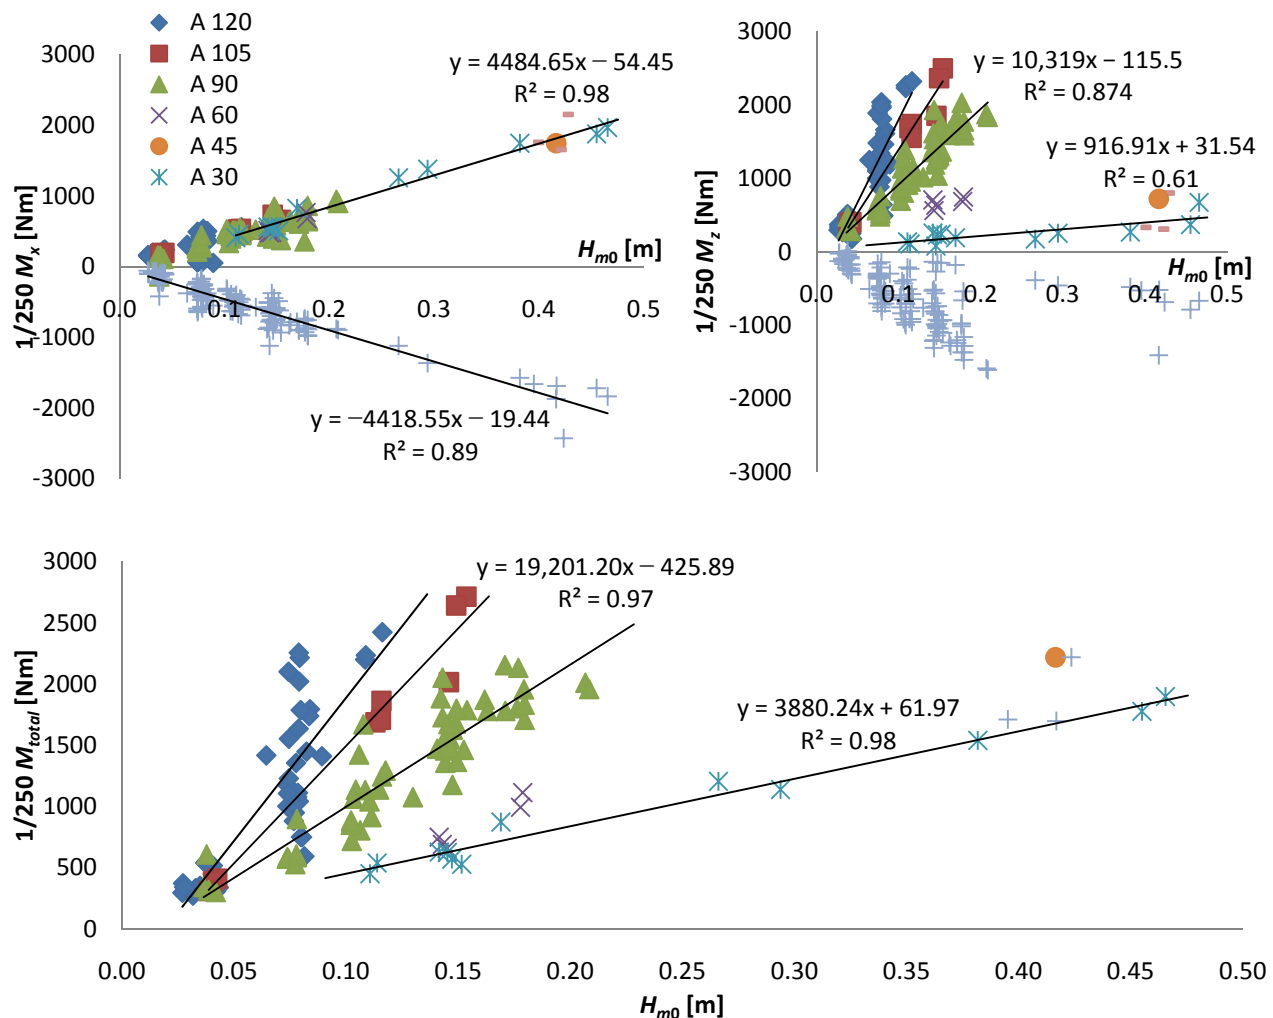 A 120
A 105
A 90
A 60
A 45
A 30
3000
2000
1000
0
-1000
-2000
-3000
1/250 Mx [Nm]
y = 4484.65x − 54.45
R² = 0.98
Hm0 [m]
0.0
0.1
0.2
0.3
0.4
0.5
y = −4418.55x − 19.44
R² = 0.89
3000
2000
1000
0
-1000
-2000
-3000
1/250 Mz [Nm]
y = 10,319x − 115.5
R² = 0.874
y = 916.91x + 31.54
R² = 0.61
Hm0 [m]
0.0
0.1
0.2
0.3
0.4
0.5
3000
2500
2000
1500
1000
500
0
1/250 Mtotal [Nm]
y = 19,201.20x − 425.89
R² = 0.97
y = 3880.24x + 61.97
R² = 0.98
0.00
0.05
0.10
0.15
0.20
0.25
0.30
0.35
0.40
0.45
0.50
Hm0 [m]